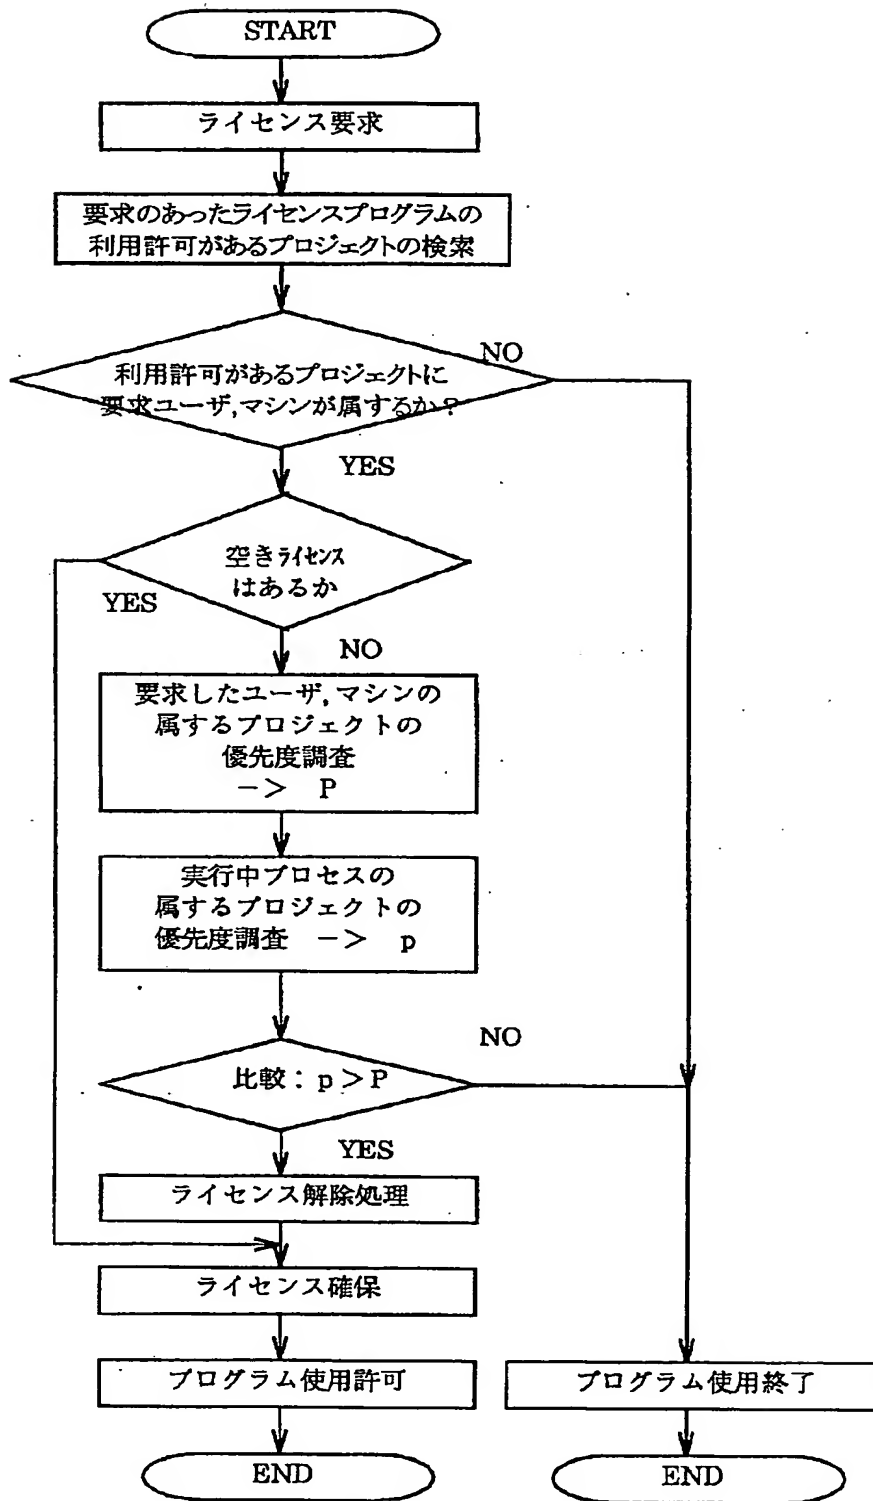 START
ライセンス要求
要求のあったライセンスプログラムの
利用許可があるプロジェクトの検索
NO
利用許可があるプロジェクトに
要求ユーザ,マシンが属するか?
YES
空きライセンス
はあるか
YES
NO
要求したユーザ,マシンの
属するプロジェクトの
優先度調査
-> P
実行中プロセスの
属するプロジェクトの
優先度調査 -> p
NO
比較: p>P
YES
ライセンス解除処理
ライセンス確保
プログラム使用許可
プログラム使用終了
END
END